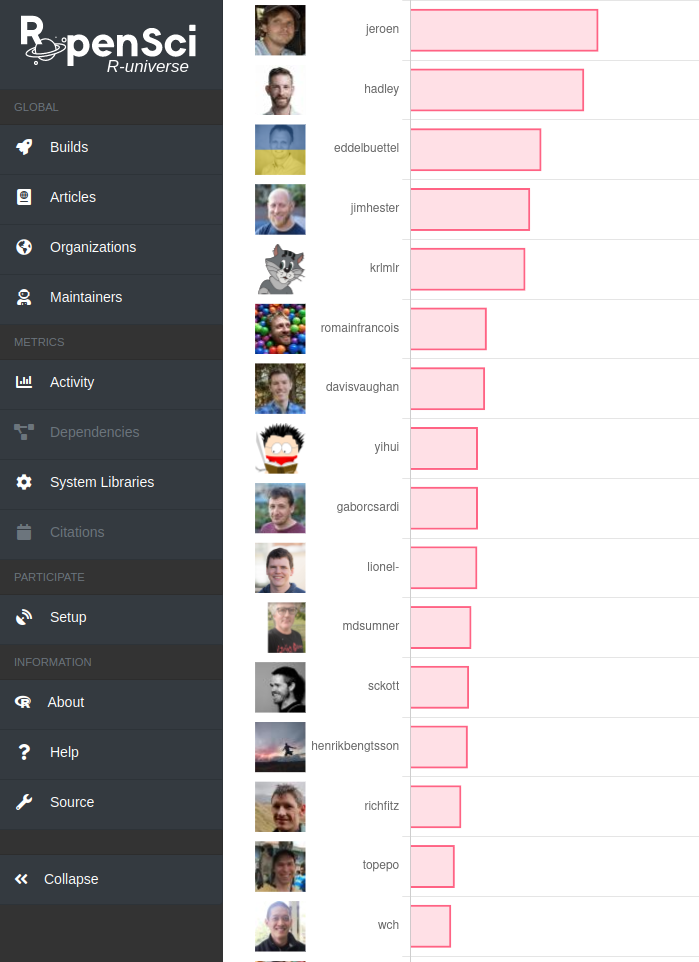 R penSci
R-universe
GLOBAL
Builds
Articles
Organizations
Maintainers
METRICS
Activity
Dependencies
System Libraries
Citations
PARTICIPATE
Setup
INFORMATION
About
Help
Source
Collapse
jeroen
hadley
eddelbuettel
jimhester
krlmlr
romainfrancois
davisvaughan
yihui
gaborcsardi
lionel-
mdsumner
sckott
henrikbengtsson
richfitz
topepo
wch